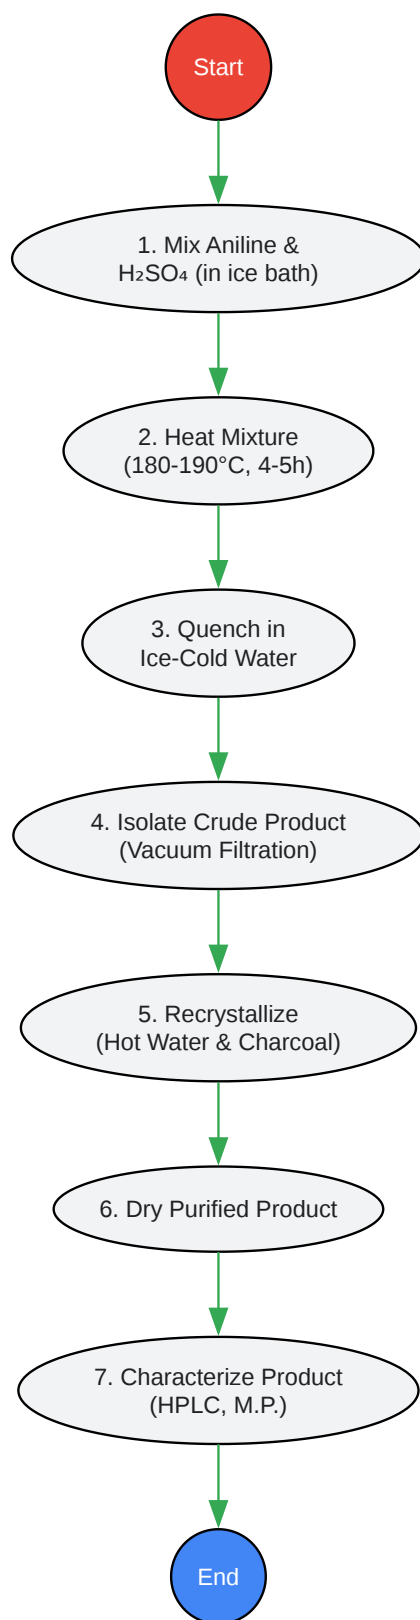 Start
1. Mix Aniline &
H₂SO₄ (in ice bath)
2. Heat Mixture
(180-190°C, 4-5h)
3. Quench in
Ice-Cold Water
4. Isolate Crude Product
(Vacuum Filtration)
5. Recrystallize
(Hot Water & Charcoal)
6. Dry Purified Product
7. Characterize Product
(HPLC, M.P.)
End